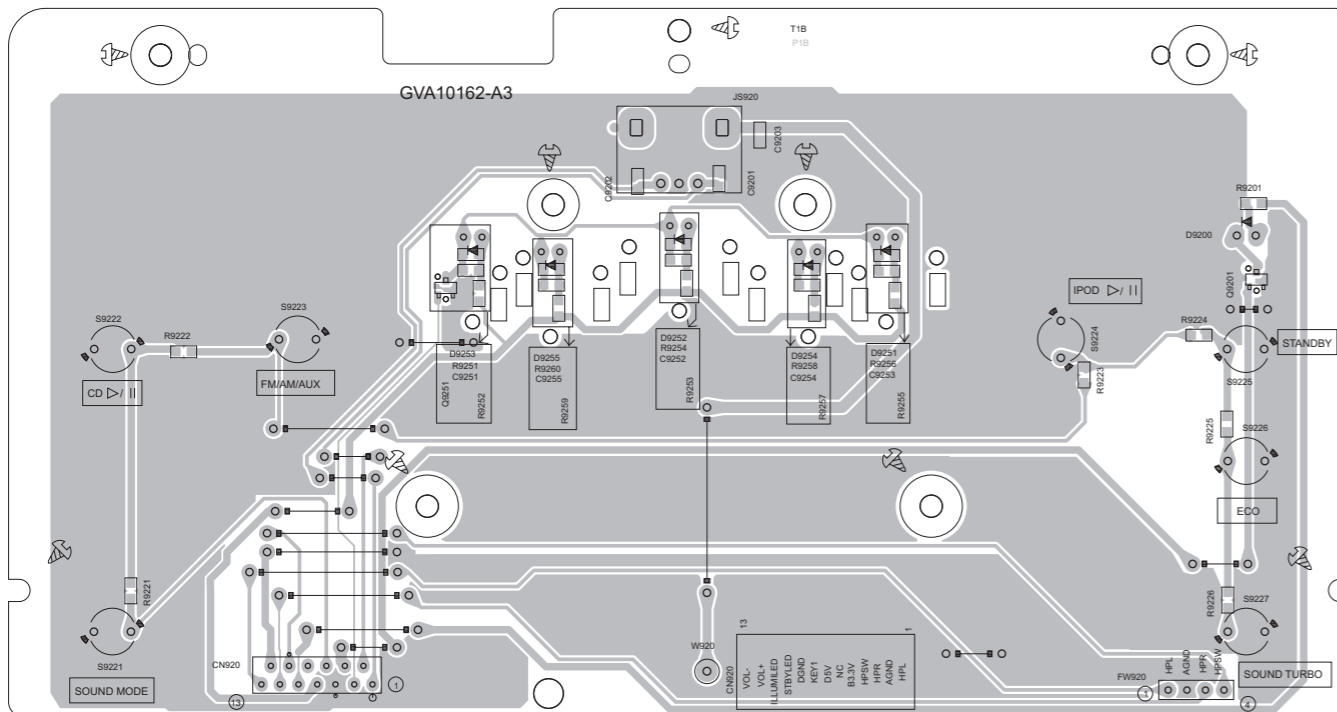 T1B
P1B
GVA10162-A3
JS920
C9203
C9202
C9201
R9201
D9200
Q9201
S9222
R9222
S9223
CD ▷/ II
FM/AM/AUX
IPOD ▷/ II
S9224
R9224
R9223
STANDBY
S9225
D9253
R9251
C9251
Q9251
R9252
D9255
R9260
C9255
R9259
D9252
R9254
C9252
R9253
D9254
R9258
C9254
R9257
D9251
R9256
C9253
R9255
R9225
S9226
ECO
R9221
S9221
SOUND MODE
CN920
13
1
W920
CN920
13
1
VOL-
VOL+
ILLUMILED
STBYLED
DGND
KEY1
D5V
NC
B3.3V
HPSW
HPR
AGND
HPL
R9226
S9227
FW920
HPL
AGND
HPR
HPSW
1
4
SOUND TURBO